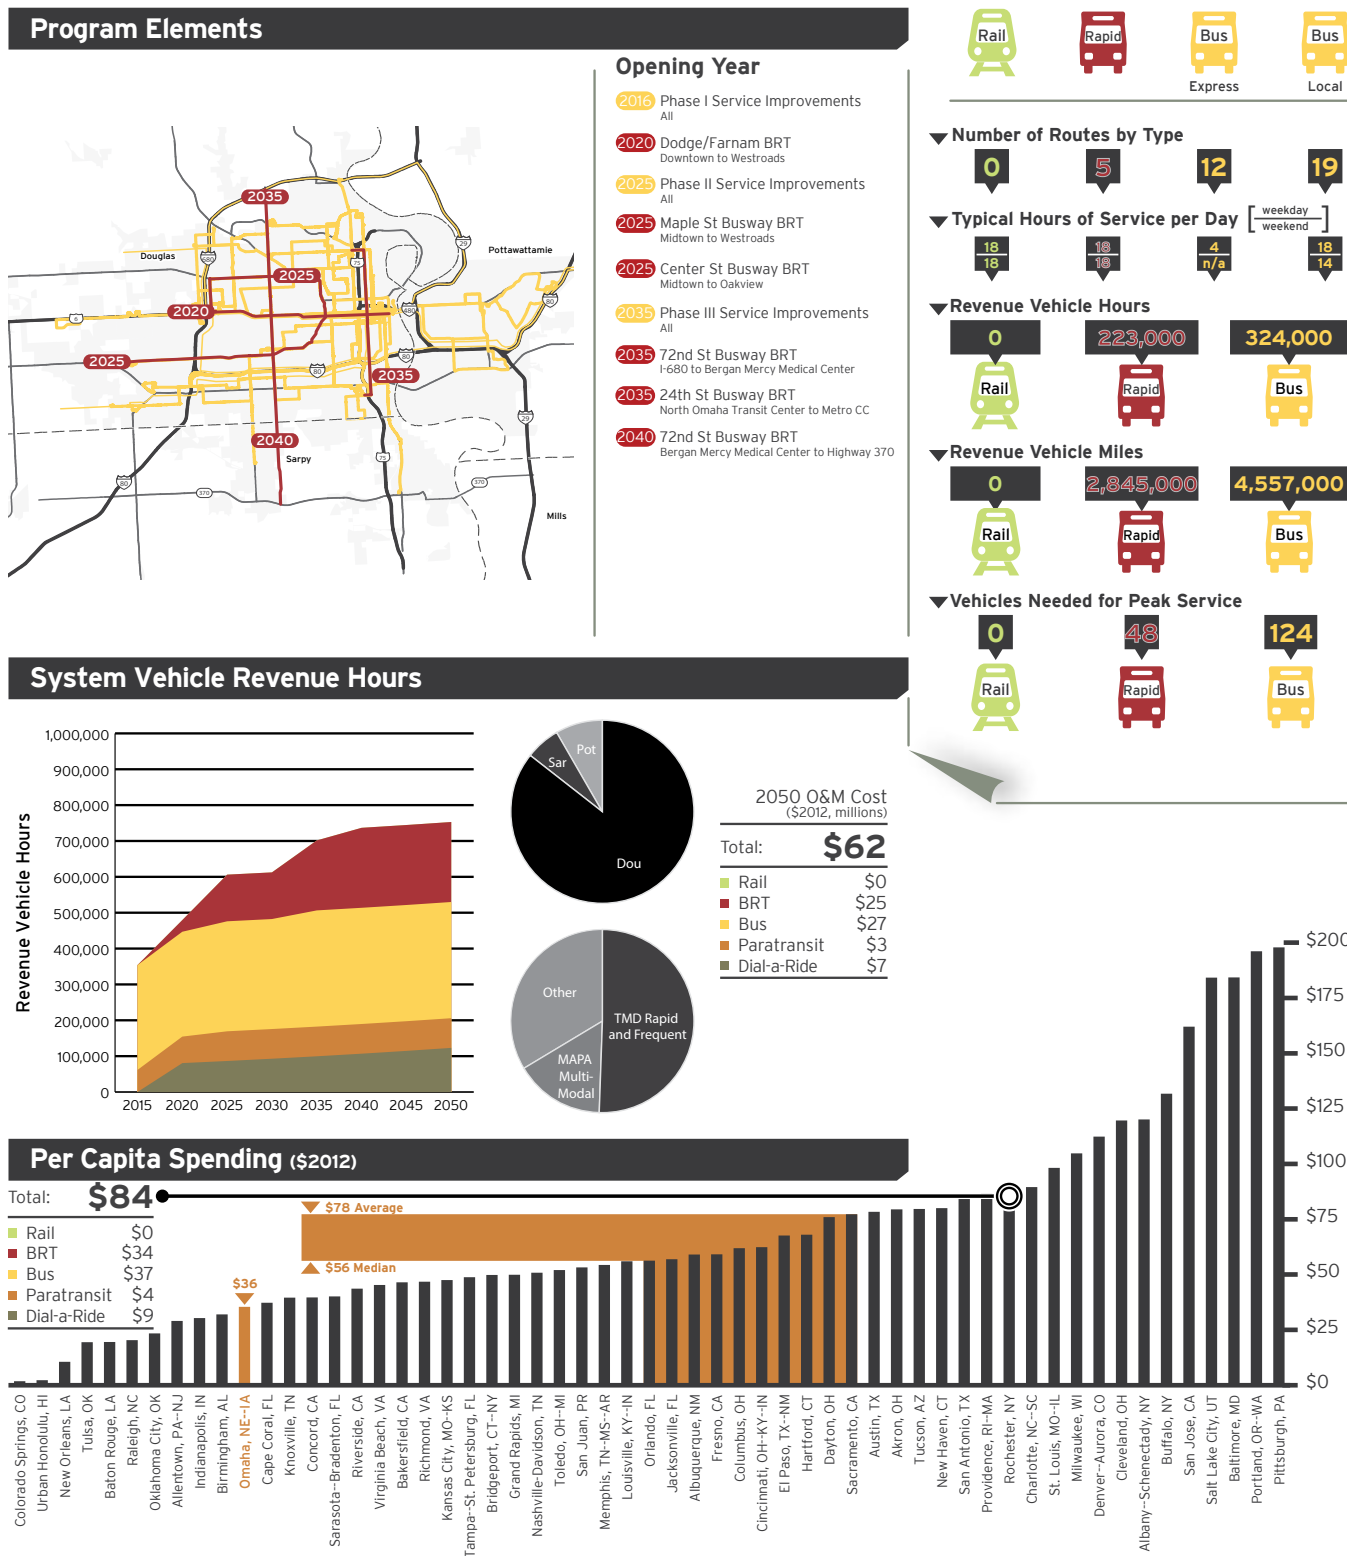 Program Elements
Opening Year
2016 Phase I Service Improvements
All
2020 Dodge/Farnam BRT
Downtown to Westroads
2025 Phase II Service Improvements
All
2025 Maple St Busway BRT
Midtown to Westroads
2025 Center St Busway BRT
Midtown to Oakview
2035 Phase III Service Improvements
All
2035 72nd St Busway BRT
I-680 to Bergan Mercy Medical Center
2035 24th St Busway BRT
North Omaha Transit Center to Metro CC
2040 72nd St Busway BRT
Bergan Mercy Medical Center to Highway 370
2035
Douglas
680
75
29
Pottawattamie
2025
2020
6
480
80
2025
80
80
2035
29
2040
Sarpy
75
80
370
370
Mills
Rail
Rapid
Bus
Bus
Express
Local
Number of Routes by Type
0
5
12
19
Typical Hours of Service per Day [weekday
weekend]
18
18
18
18
4
n/a
18
14
Revenue Vehicle Hours
0
223,000
324,000
Rail
Rapid
Bus
Revenue Vehicle Miles
0
2,845,000
4,557,000
Rail
Rapid
Bus
Vehicles Needed for Peak Service
0
48
124
Rail
Rapid
Bus
System Vehicle Revenue Hours
Revenue Vehicle Hours
1,000,000
900,000
800,000
700,000
600,000
500,000
400,000
300,000
200,000
100,000
0
2015 2020 2025 2030 2035 2040 2045 2050
Pot
Sar
Dou
Other
TMD Rapid
and Frequent
MAPA
Multi-
Modal
2050 O&M Cost
($2012, millions)
Total: $62
Rail $0
BRT $25
Bus $27
Paratransit $3
Dial-a-Ride $7
Per Capita Spending ($2012)
Total: $84
Rail $0
BRT $34
Bus $37
Paratransit $4
Dial-a-Ride $9
$78 Average
$56 Median
$36
$200
$175
$150
$125
$100
$75
$50
$25
$0
Colorado Springs, CO
Urban Honolulu, HI
New Orleans, LA
Tulsa, OK
Baton Rouge, LA
Raleigh, NC
Oklahoma City, OK
Allentown, PA--NJ
Indianapolis, IN
Birmingham, AL
Omaha, NE--IA
Cape Coral, FL
Knoxville, TN
Concord, CA
Sarasota--Bradenton, FL
Riverside, CA
Virginia Beach, VA
Bakersfield, CA
Richmond, VA
Kansas City, MO--KS
Tampa--St. Petersburg, FL
Bridgeport, CT--NY
Grand Rapids, MI
Nashville-Davidson, TN
Toledo, OH--MI
San Juan, PR
Memphis, TN--MS--AR
Louisville, KY--IN
Orlando, FL
Jacksonville, FL
Albuquerque, NM
Fresno, CA
Columbus, OH
Cincinnati, OH--KY--IN
El Paso, TX--NM
Hartford, CT
Dayton, OH
Sacramento, CA
Austin, TX
Akron, OH
Tucson, AZ
New Haven, CT
San Antonio, TX
Providence, RI--MA
Rochester, NY
Charlotte, NC--SC
St. Louis, MO--IL
Milwaukee, WI
Denver--Aurora, CO
Cleveland, OH
Albany--Schenectady, NY
Buffalo, NY
San Jose, CA
Salt Lake City, UT
Baltimore, MD
Portland, OR--WA
Pittsburgh, PA